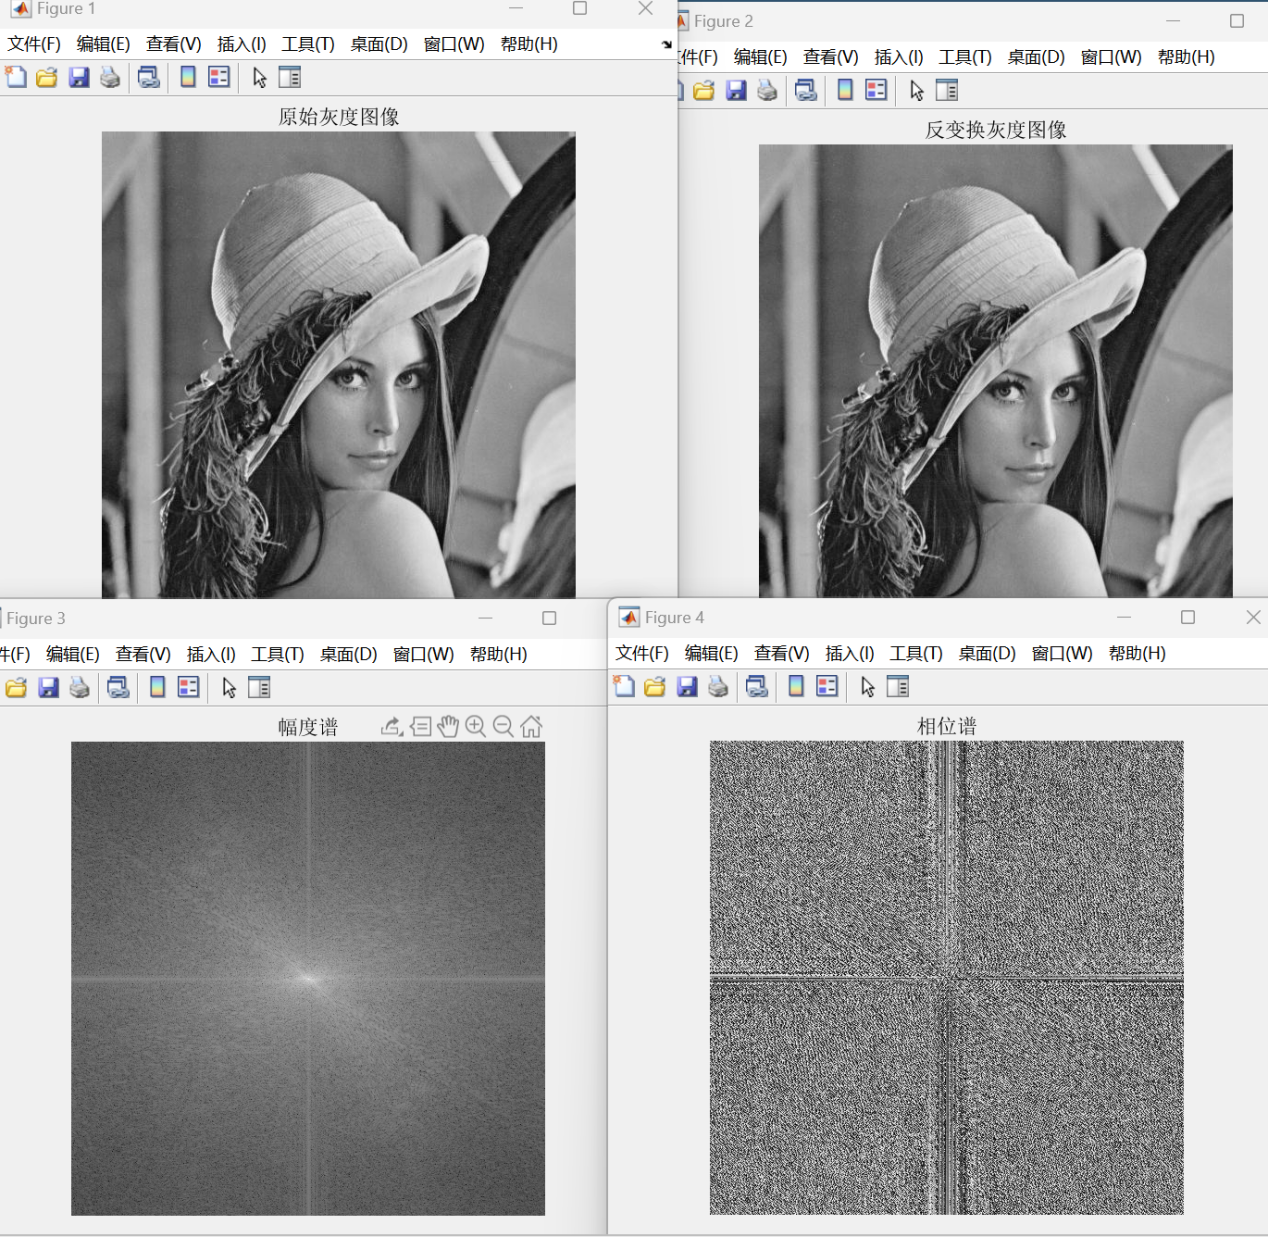 Figure 1
文件(F) 编辑(E) 查看(V) 插入(I) 工具(T) 桌面(D) 窗口(W) 帮助(H)
原始灰度图像
Figure 2
件(F) 编辑(E) 查看(V) 插入(I) 工具(T) 桌面(D) 窗口(W) 帮助(H)
反变换灰度图像
Figure 3
件(F) 编辑(E) 查看(V) 插入(I) 工具(T) 桌面(D) 窗口(W) 帮助(H)
幅度谱
Figure 4
文件(F) 编辑(E) 查看(V) 插入(I) 工具(T) 桌面(D) 窗口(W) 帮助(H)
相位谱